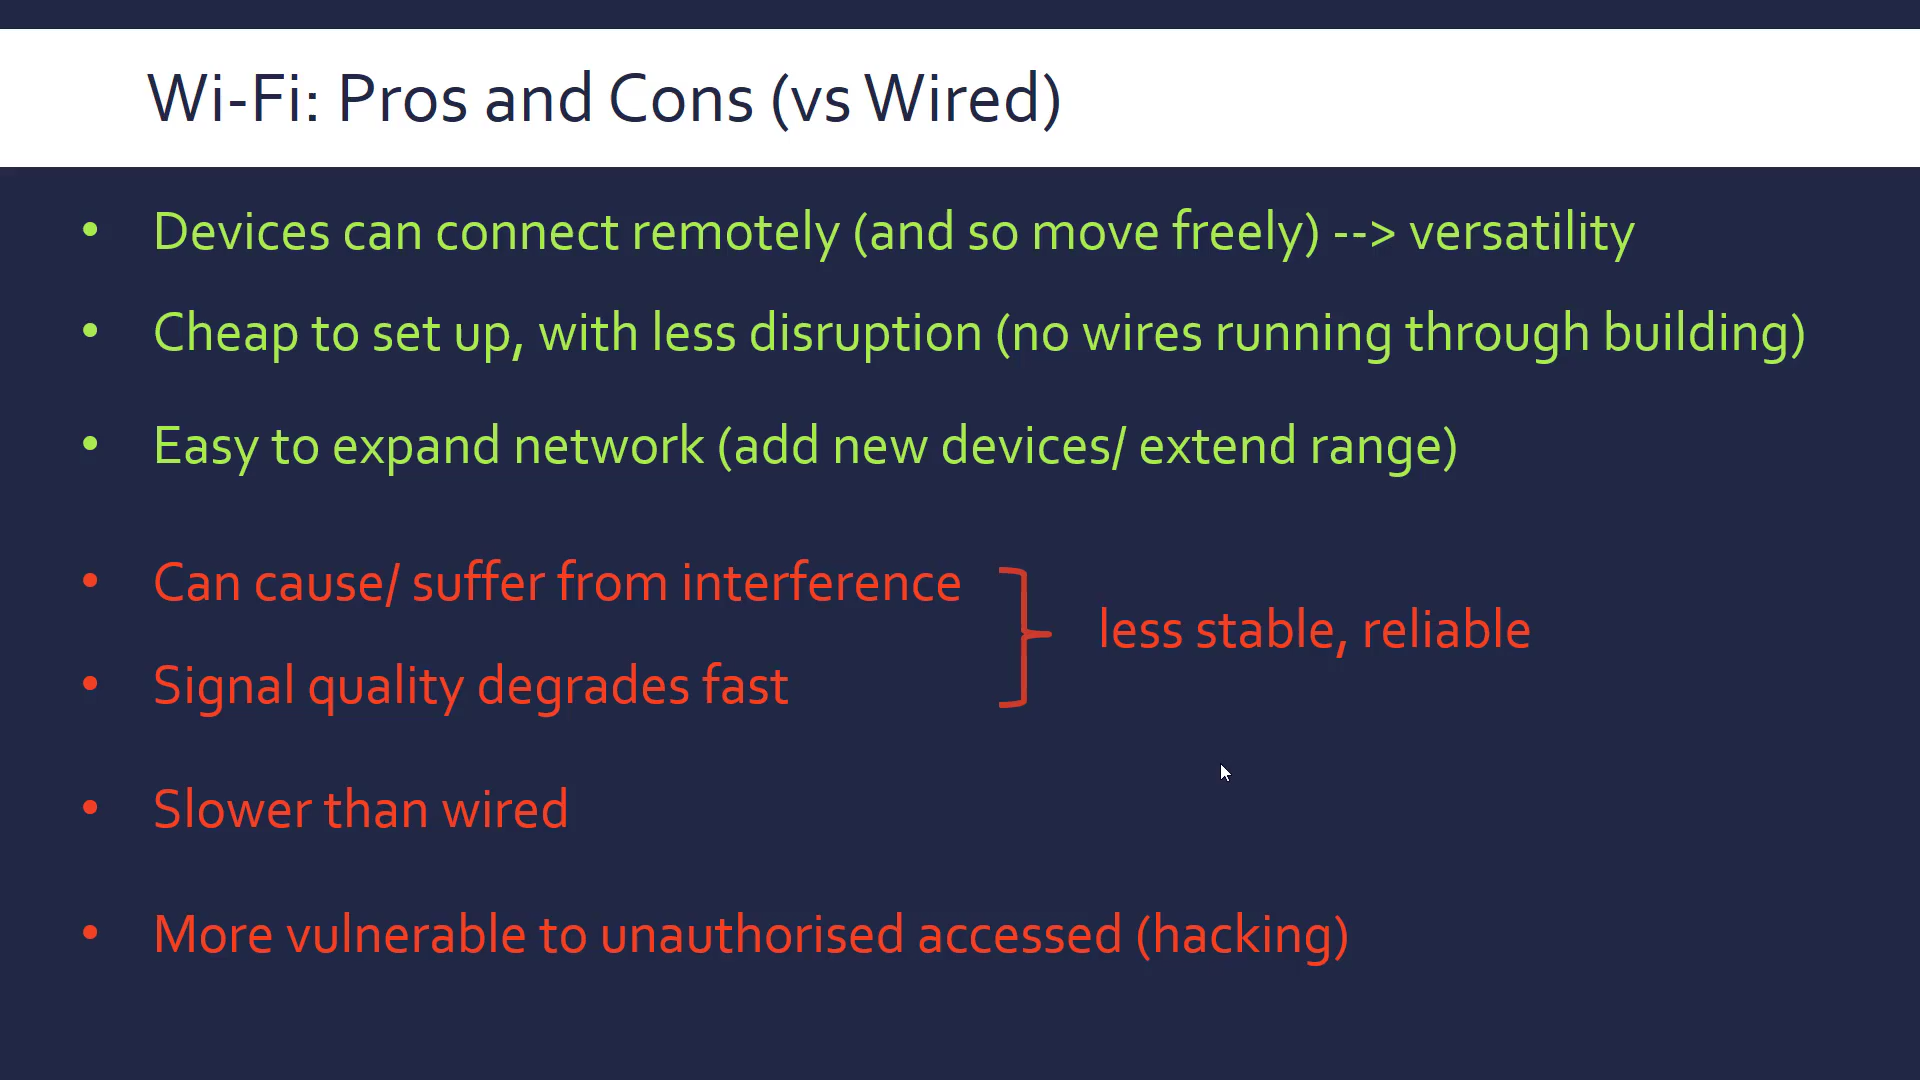 Wi-Fi: Pros and Cons (vs Wired)
• Devices can connect remotely (and so move freely) --> versatility
• Cheap to set up, with less disruption (no wires running through building)
• Easy to expand network (add new devices/ extend range)
• Can cause/ suffer from interference
less stable, reliable
• Signal quality degrades fast
• Slower than wired
• More vulnerable to unauthorised accessed (hacking)